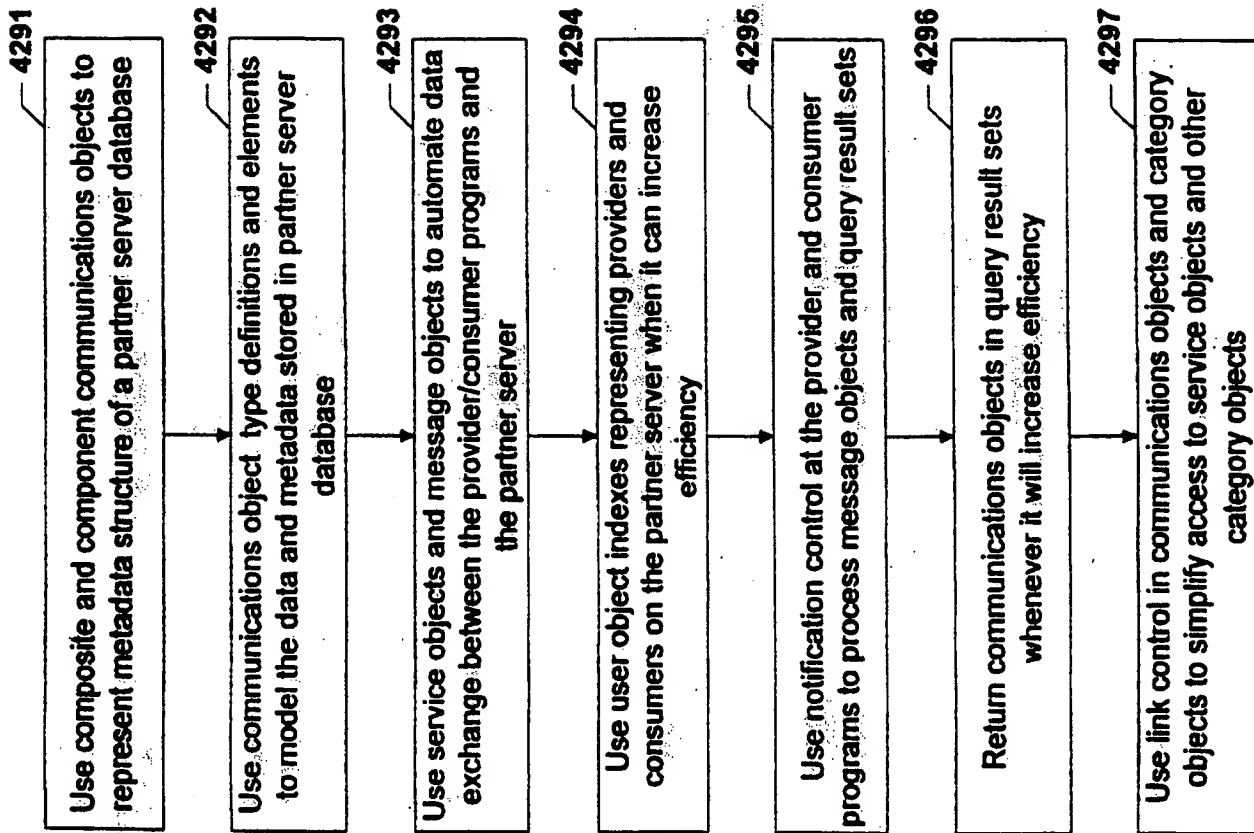 4291
Use composite and component communications objects to
represent metadata structure of a partner server database
4292
Use communications object type definitions and elements
to model the data and metadata stored in partner server
database
4293
Use service objects and message objects to automate data
exchange between the provider/consumer programs and
the partner server
4294
Use user object indexes representing providers and
consumers on the partner server when it can increase
efficiency
4295
Use notification control at the provider and consumer
programs to process message objects and query result sets
4296
Return communications objects in query result sets
whenever it will increase efficiency
4297
Use link control in communications objects and category
objects to simplify access to service objects and other
category objects